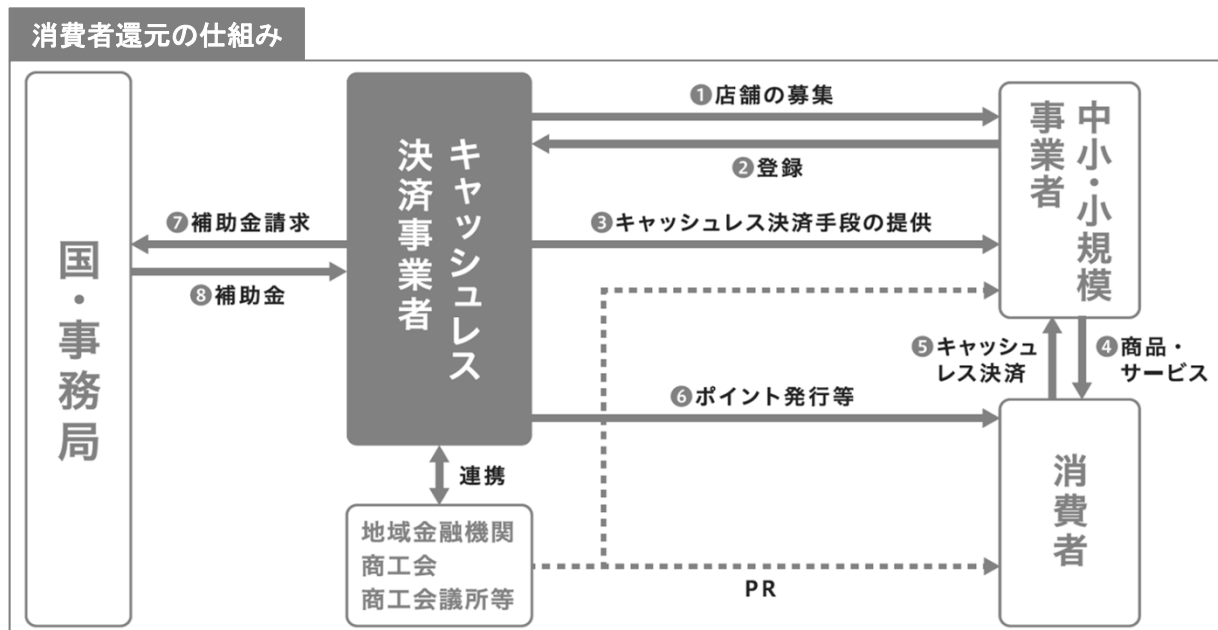 消費者還元の仕組み
国・事務局
キャッシュレス
決済事業者
中小・小規模
事業者
❶店舗の募集
❷登録
❸キャッシュレス決済手段の提供
❼補助金請求
❽補助金
❺キャッシュ
レス決済
❹商品・
サービス
❻ポイント発行等
連携
地域金融機関
商工会
商工会議所等
PR
消費者